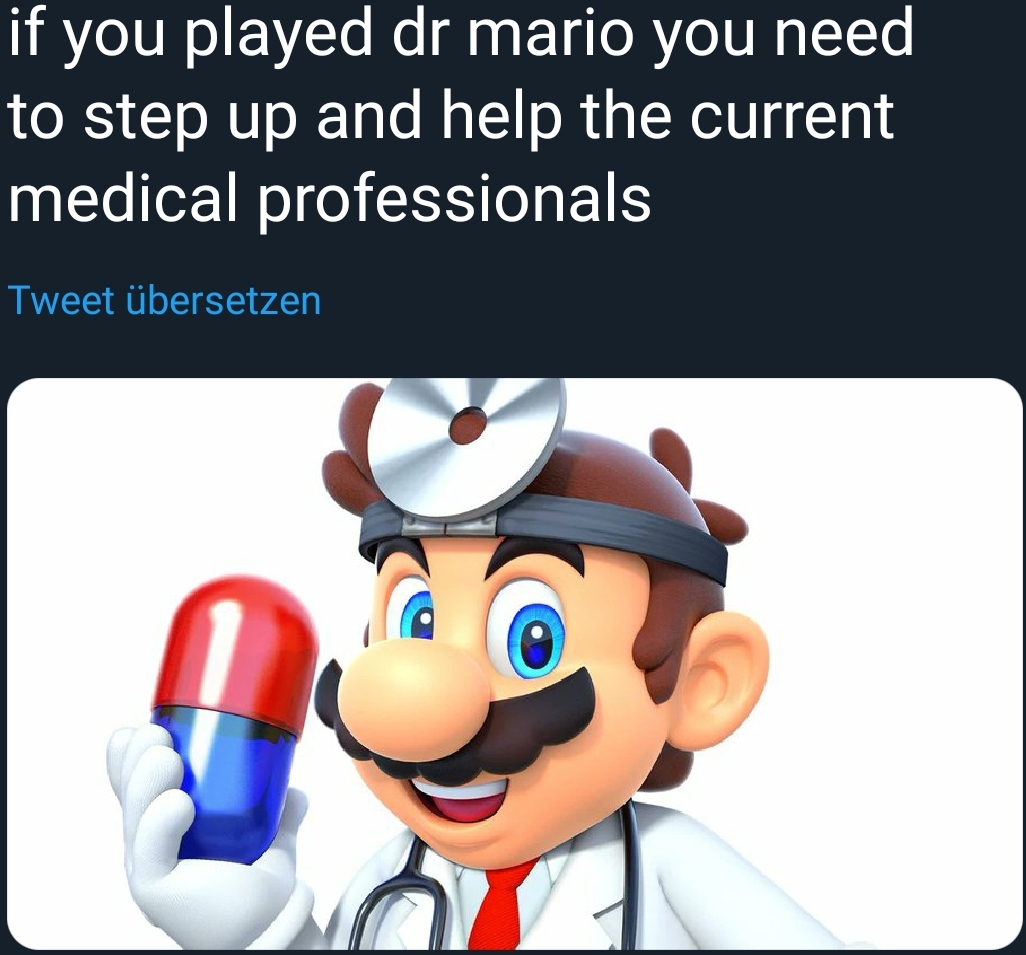 if you played dr mario you need
to step up and help the current
medical professionals
Tweet übersetzen